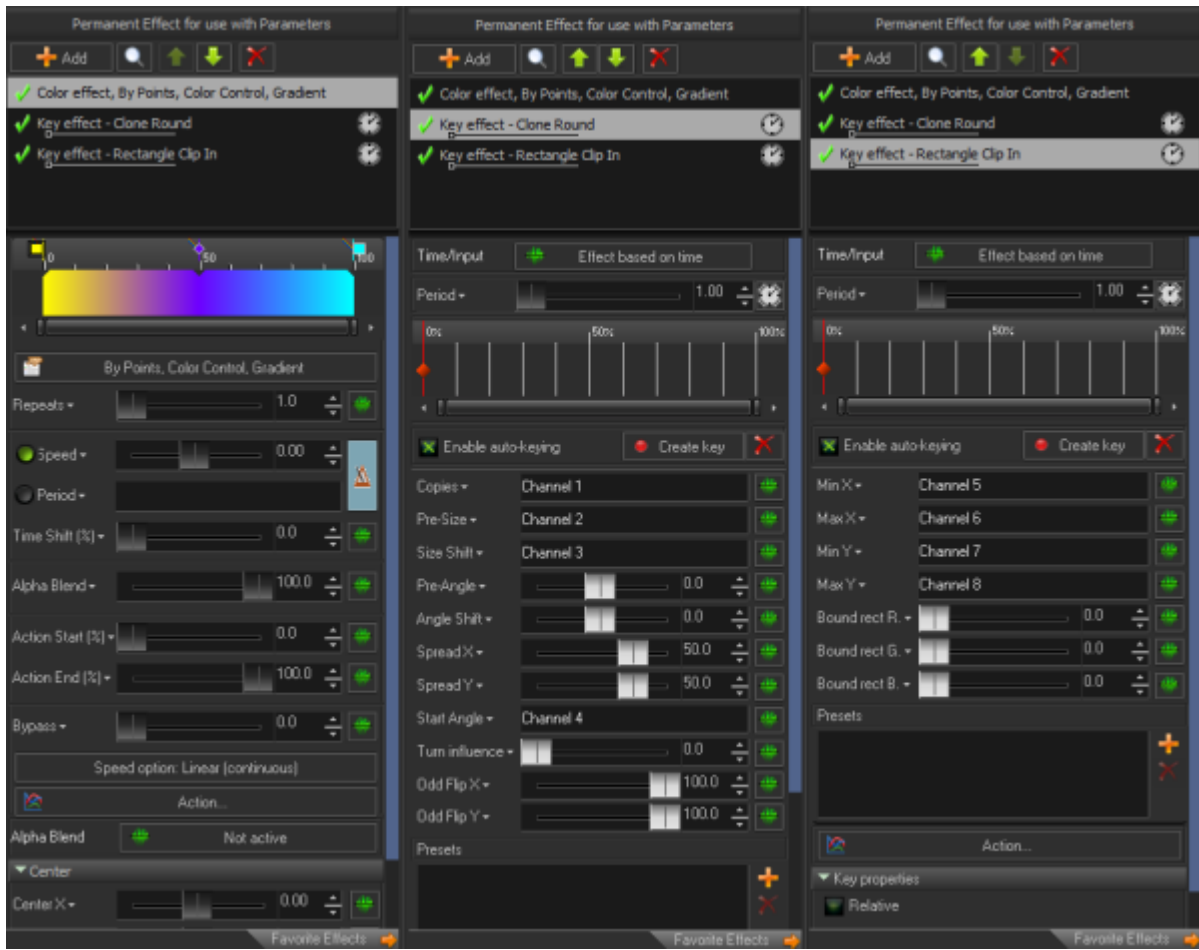 Permanent Effect for use with Parameters
Add
Color effect, By Points, Color Control, Gradient
Key effect - Clone Round
Key effect - Rectangle Clip In
0 50 100
By Points, Color Control, Gradient
Repeats 1.0
Speed 0.00
Period
Time Shift (%) 0.0
Alpha Blend 100.0
Action Start (%) 0.0
Action End (%) 100.0
Bypass 0.0
Speed option: Linear (continuous)
Action...
Alpha Blend Not active
Center
Center X 0.00
Favorite Effects
Permanent Effect for use with Parameters
Add
Color effect, By Points, Color Control, Gradient
Key effect - Clone Round
Key effect - Rectangle Clip In
Time/Input Effect based on time
Period 1.00
0% 50% 100%
Enable auto-keying Create key
Copies Channel 1
Pre-Size Channel 2
Size Shift Channel 3
Pre-Angle 0.0
Angle Shift 0.0
Spread X 50.0
Spread Y 50.0
Start Angle Channel 4
Turn influence 0.0
Odd Flip X 100.0
Odd Flip Y 100.0
Presets
Favorite Effects
Permanent Effect for use with Parameters
Add
Color effect, By Points, Color Control, Gradient
Key effect - Clone Round
Key effect - Rectangle Clip In
Time/Input Effect based on time
Period 1.00
0% 50% 100%
Enable auto-keying Create key
Min X Channel 5
Max X Channel 6
Min Y Channel 7
Max Y Channel 8
Bound rect R. 0.0
Bound rect G. 0.0
Bound rect B. 0.0
Presets
Action...
Key properties
Relative
Favorite Effects